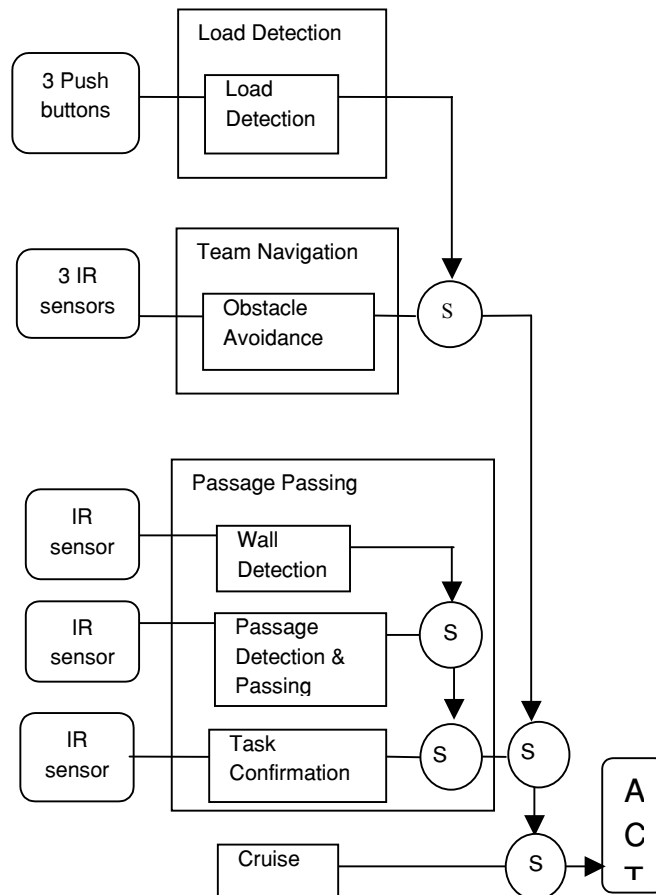 Load Detection
3 Push
buttons
Load
Detection
Team Navigation
3 IR
sensors
Obstacle
Avoidance
S
Passage Passing
IR
sensor
Wall
Detection
IR
sensor
Passage
Detection &
Passing
S
IR
sensor
Task
Confirmation
S
S
A
C
T
Cruise
S